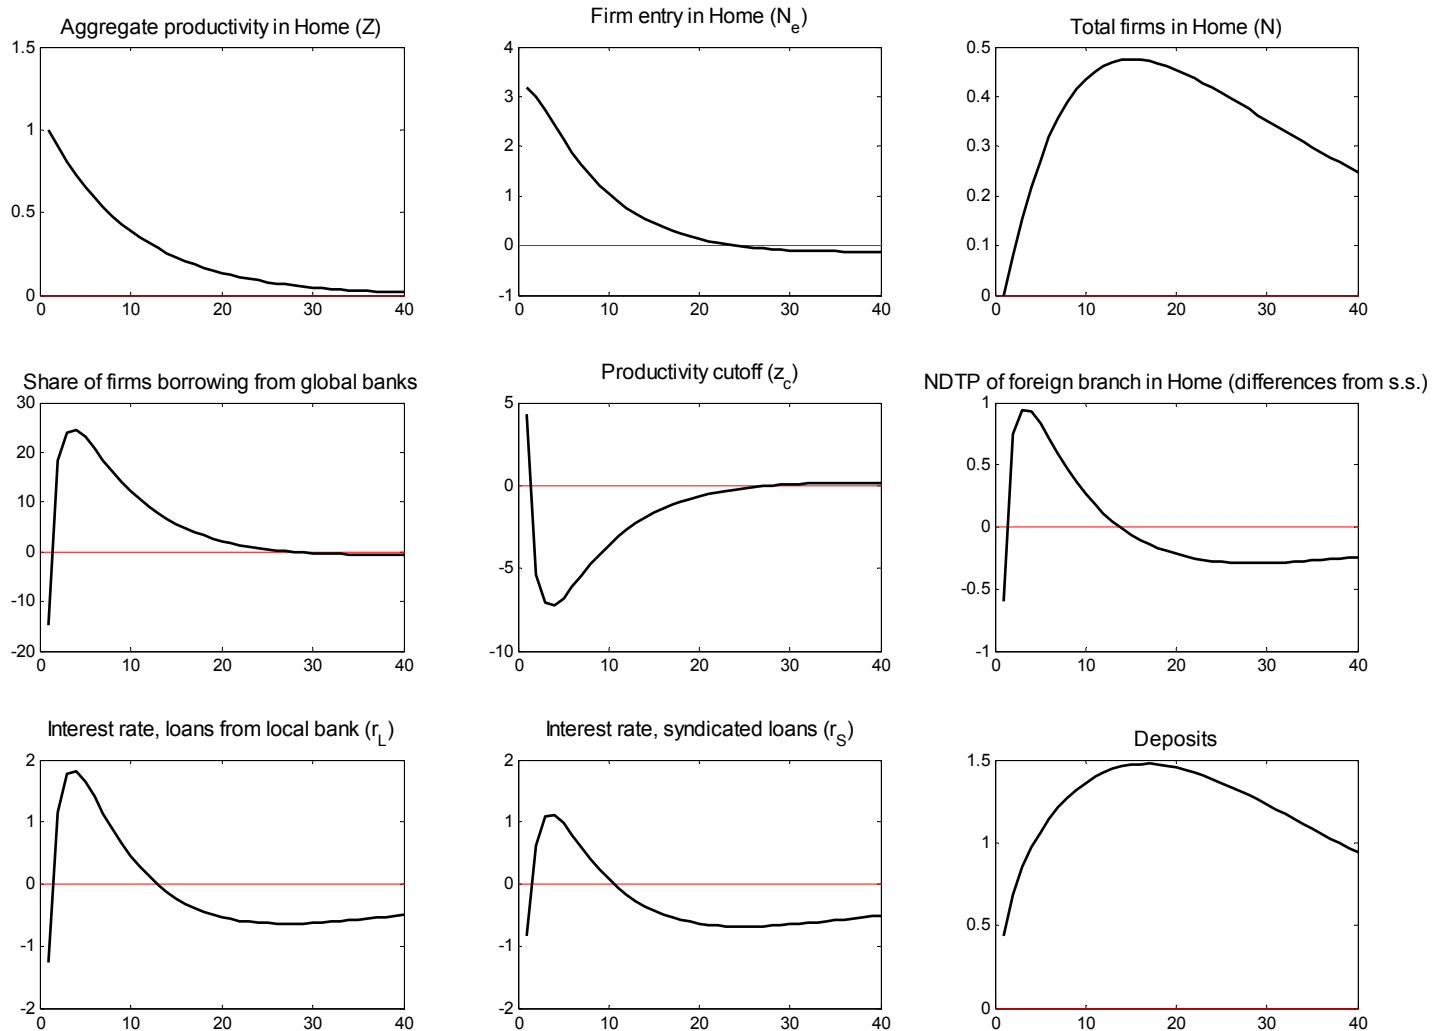 Aggregate productivity in Home (Z)
Firm entry in Home (N_e)
Total firms in Home (N)
1.5
1
0.5
0
0 10 20 30 40
4
3
2
1
0
-1
0 10 20 30 40
0.5
0.4
0.3
0.2
0.1
0
0 10 20 30 40
Share of firms borrowing from global banks
Productivity cutoff (z_c)
NDTP of foreign branch in Home (differences from s.s.)
30
20
10
0
-10
-20
0 10 20 30 40
5
0
-5
-10
0 10 20 30 40
1
0.5
0
-0.5
-1
0 10 20 30 40
Interest rate, loans from local bank (r_L)
Interest rate, syndicated loans (r_S)
Deposits
2
1
0
-1
-2
0 10 20 30 40
2
1
0
-1
-2
0 10 20 30 40
1.5
1
0.5
0
0 10 20 30 40